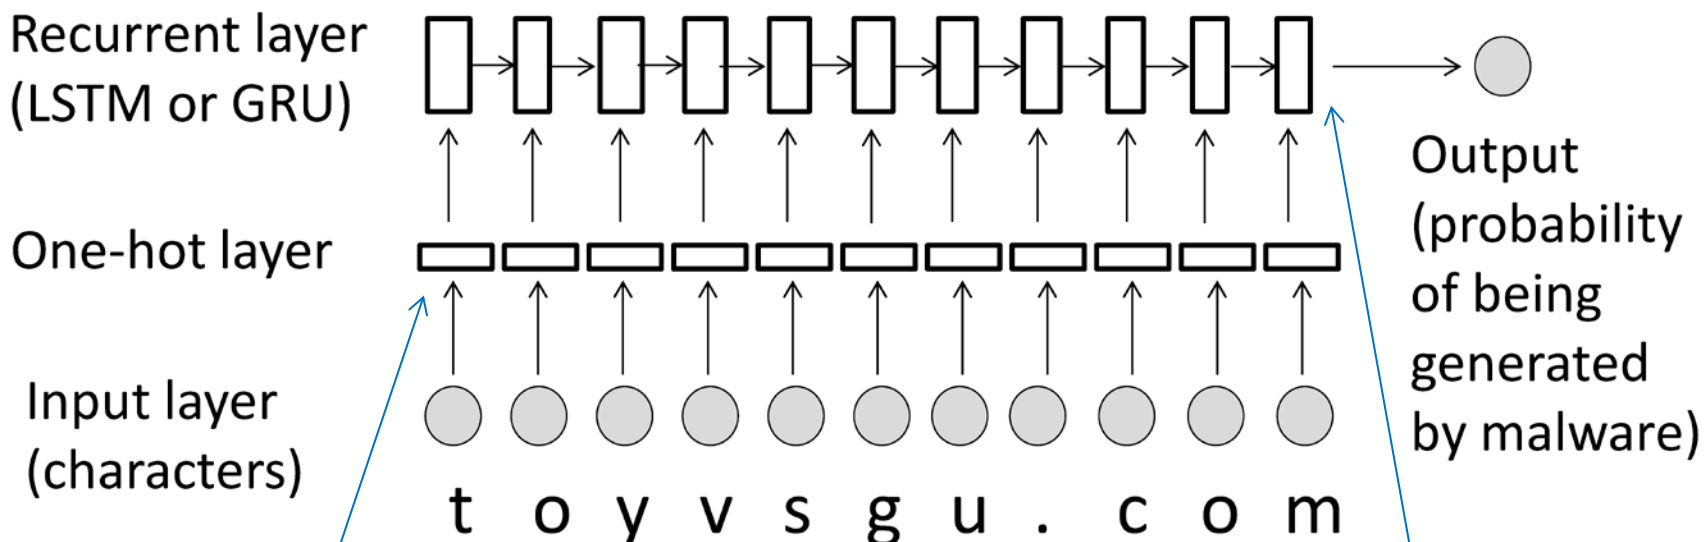 Recurrent layer
(LSTM or GRU)
One-hot layer
Input layer
(characters)
t o y v s g u . c o m
Output
(probability
of being
generated
by malware)